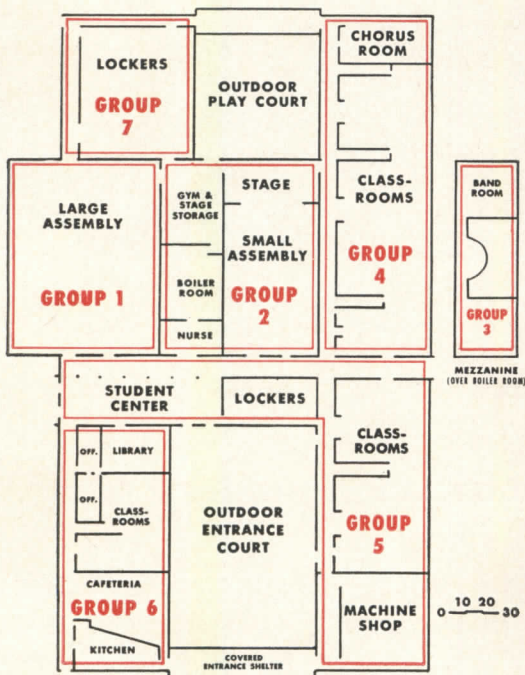 CHORUS
ROOM
LOCKERS
GROUP
7
OUTDOOR
PLAY COURT
STAGE
GYM &
STAGE
STORAGE
CLASS-
ROOMS
BAND
ROOM
LARGE
ASSEMBLY
SMALL
ASSEMBLY
GROUP
4
GROUP 1
BOILER
ROOM
GROUP
2
GROUP
3
NURSE
MEZZANINE
(OVER BOILER ROOM)
STUDENT
CENTER
LOCKERS
CLASS-
ROOMS
OFF.
LIBRARY
OFF.
CLASS-
ROOMS
OUTDOOR
ENTRANCE
COURT
GROUP
5
CAFETERIA
GROUP 6
MACHINE
SHOP
0 10 20 30
KITCHEN
COVERED
ENTRANCE SHELTER